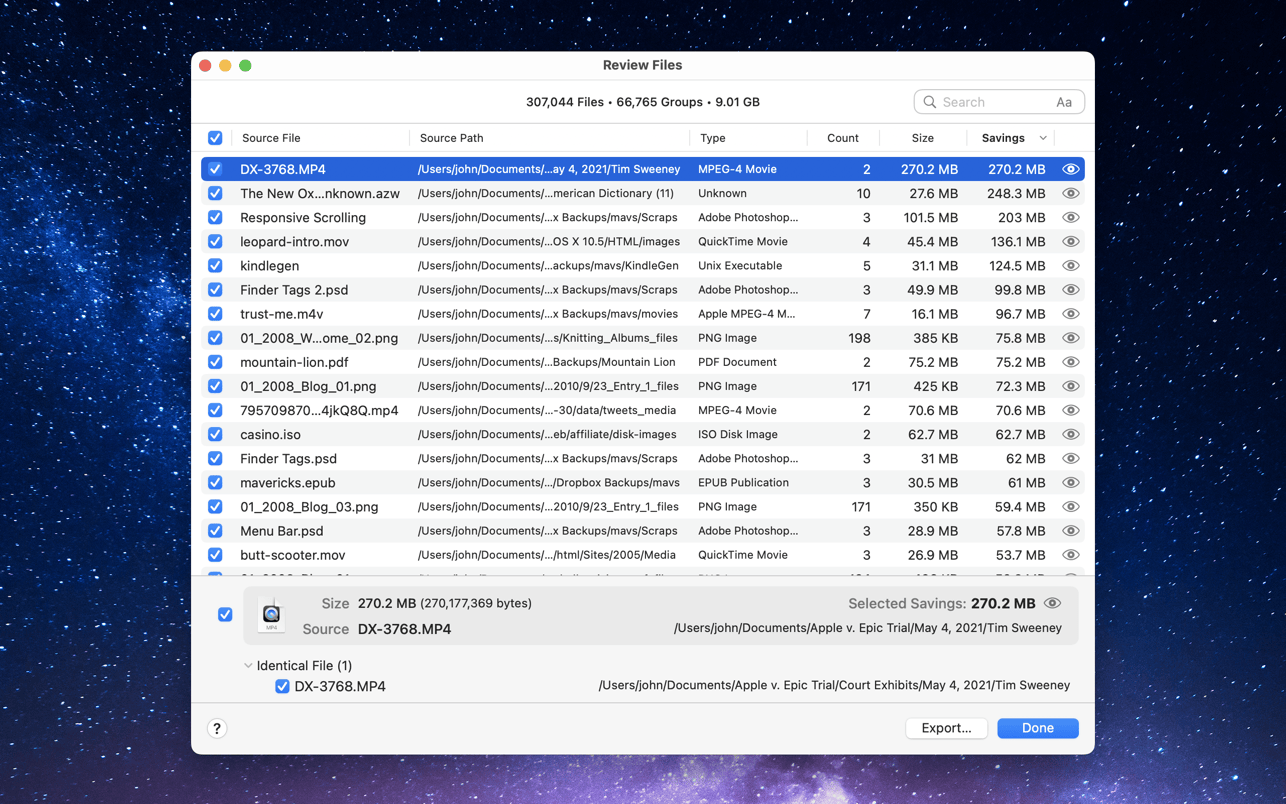 Review Files
307,044 Files • 66,765 Groups • 9.01 GB
Search Aa
Source File Source Path Type Count Size Savings
DX-3768.MP4 /Users/john/Documents/...ay 4, 2021/Tim Sweeney MPEG-4 Movie 2 270.2 MB 270.2 MB
The New Ox...nknown.azw /Users/john/Documents/...merican Dictionary (11) Unknown 10 27.6 MB 248.3 MB
Responsive Scrolling /Users/john/Documents/...x Backups/mavs/Scraps Adobe Photoshop... 3 101.5 MB 203 MB
leopard-intro.mov /Users/john/Documents/...OS X 10.5/HTML/images QuickTime Movie 4 45.4 MB 136.1 MB
kindlegen /Users/john/Documents/...ackups/mavs/KindleGen Unix Executable 5 31.1 MB 124.5 MB
Finder Tags 2.psd /Users/john/Documents/...x Backups/mavs/Scraps Adobe Photoshop... 3 49.9 MB 99.8 MB
trust-me.m4v /Users/john/Documents/...x Backups/mavs/movies Apple MPEG-4 M... 7 16.1 MB 96.7 MB
01_2008_W...ome_02.png /Users/john/Documents/...s/Knitting_Albums_files PNG Image 198 385 KB 75.8 MB
mountain-lion.pdf /Users/john/Documents/...Backups/Mountain Lion PDF Document 2 75.2 MB 75.2 MB
01_2008_Blog_01.png /Users/john/Documents/...2010/9/23_Entry_1_files PNG Image 171 425 KB 72.3 MB
795709870...4jkQ8Q.mp4 /Users/john/Documents/...-30/data/tweets_media MPEG-4 Movie 2 70.6 MB 70.6 MB
casino.iso /Users/john/Documents/...eb/affiliate/disk-images ISO Disk Image 2 62.7 MB 62.7 MB
Finder Tags.psd /Users/john/Documents/...x Backups/mavs/Scraps Adobe Photoshop... 3 31 MB 62 MB
mavericks.epub /Users/john/Documents/.../Dropbox Backups/mavs EPUB Publication 3 30.5 MB 61 MB
01_2008_Blog_03.png /Users/john/Documents/...2010/9/23_Entry_1_files PNG Image 171 350 KB 59.4 MB
Menu Bar.psd /Users/john/Documents/...x Backups/mavs/Scraps Adobe Photoshop... 3 28.9 MB 57.8 MB
butt-scooter.mov /Users/john/Documents/.../html/Sites/2005/Media QuickTime Movie 3 26.9 MB 53.7 MB
Size 270.2 MB (270,177,369 bytes) Selected Savings: 270.2 MB
MP4
Source DX-3768.MP4 /Users/john/Documents/Apple v. Epic Trial/May 4, 2021/Tim Sweeney
Identical File (1)
DX-3768.MP4 /Users/john/Documents/Apple v. Epic Trial/Court Exhibits/May 4, 2021/Tim Sweeney
? Export... Done